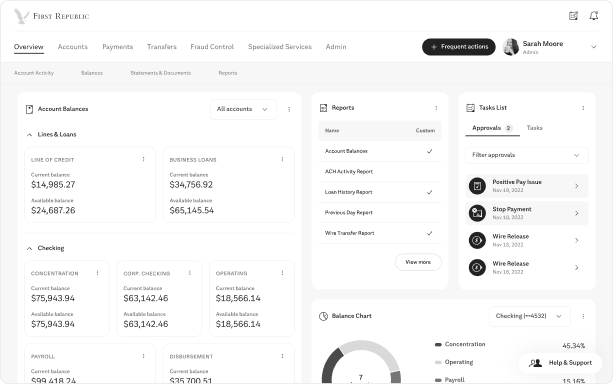 First Republic
Overview Accounts Payments Transfers Fraud Control Specialized Services Admin
Frequent actions
Sarah Moore
Admin
Account Activity Balances Statements & Documents Reports
Account Balances
All accounts
Lines & Loans
LINE OF CREDIT
Current balance
$14,985.27
Available balance
$24,687.26
BUSINESS LOANS
Current balance
$34,756.92
Available balance
$65,145.54
Checking
CONCENTRATION
Current balance
$75,943.94
Available balance
$75,943.94
CORP. CHECKING
Current balance
$63,142.46
Available balance
$63,142.46
OPERATING
Current balance
$18,566.14
Available balance
$18,566.14
PAYROLL
Current balance
$99,418.24
DISBURSEMENT
Current balance
$35,700.51
Reports
Name Custom
Account Balances
ACH Activity Report
Loan History Report
Previous Day Report
Wire Transfer Report
View more
Tasks List
Approvals 2 Tasks
Filter approvals
Positive Pay Issue
Nov 18, 2022
Stop Payment
Nov 18, 2022
Wire Release
Nov 18, 2022
Wire Release
Nov 18, 2022
Balance Chart
Checking (••4532)
7
Concentration 45,34%
Operating
Payroll 15,16%
Help & Support